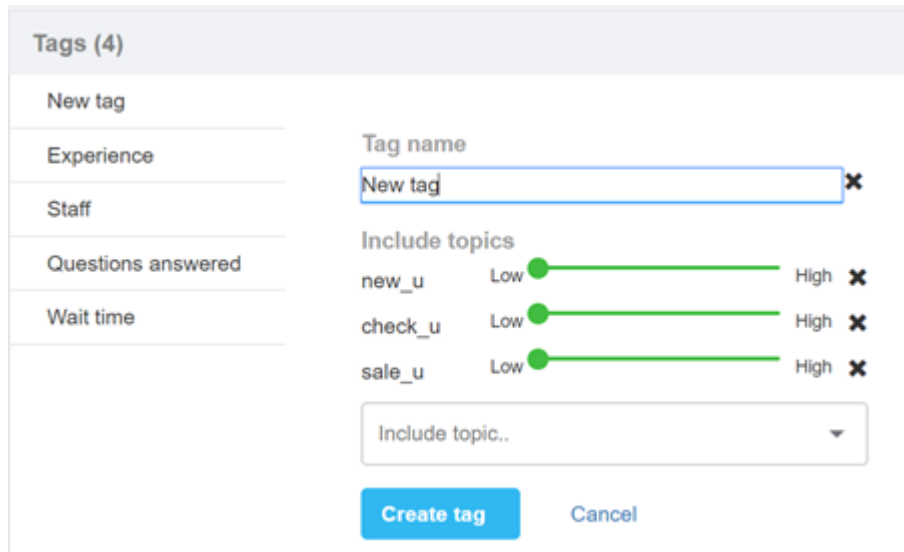 Tags (4)
New tag
Experience
Staff
Questions answered
Wait time
Tag name
New tag
Include topics
new_u Low High
check_u Low High
sale_u Low High
Include topic..
Create tag Cancel